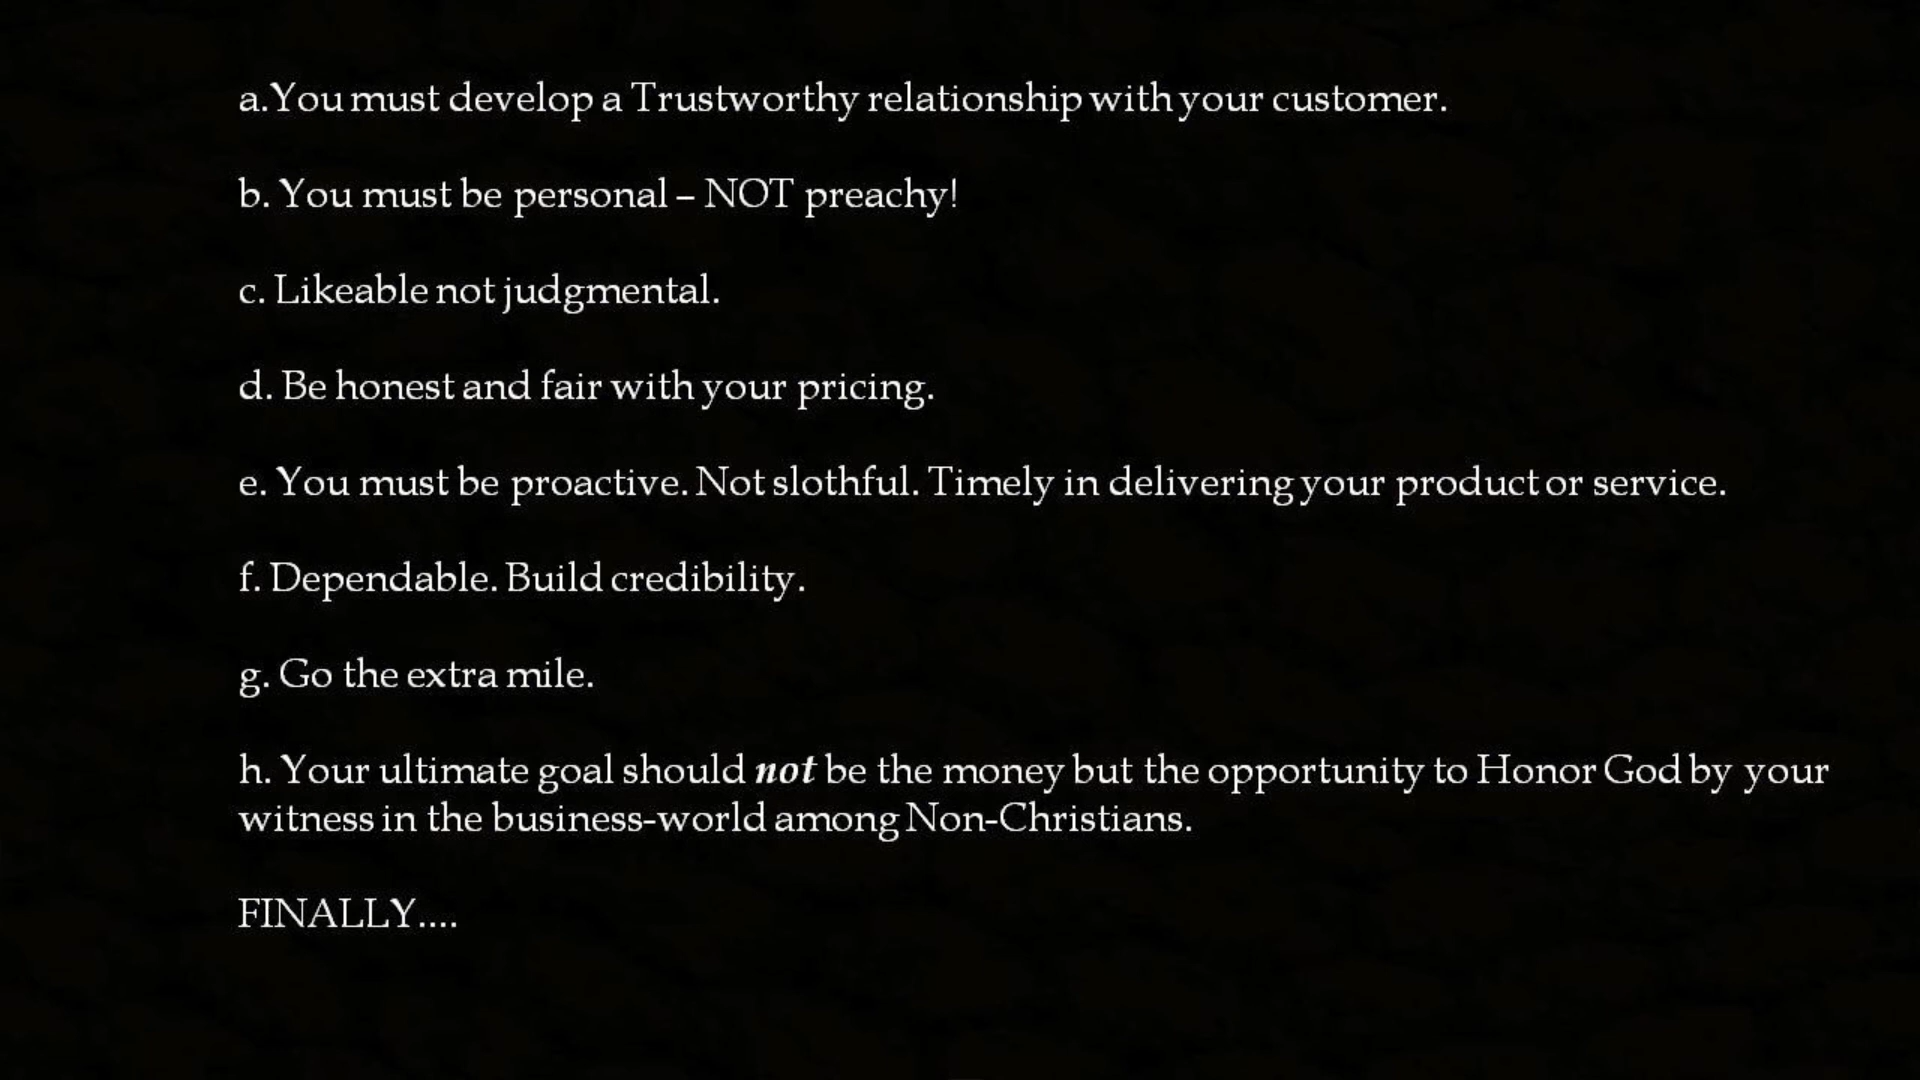 a.You must develop a Trustworthy relationship with your customer.
b. You must be personal – NOT preachy!
c. Likeable not judgmental.
d. Be honest and fair with your pricing.
e. You must be proactive. Not slothful. Timely in delivering your product or service.
f. Dependable. Build credibility.
g. Go the extra mile.
h. Your ultimate goal should not be the money but the opportunity to Honor God by your
witness in the business-world among Non-Christians.
FINALLY....